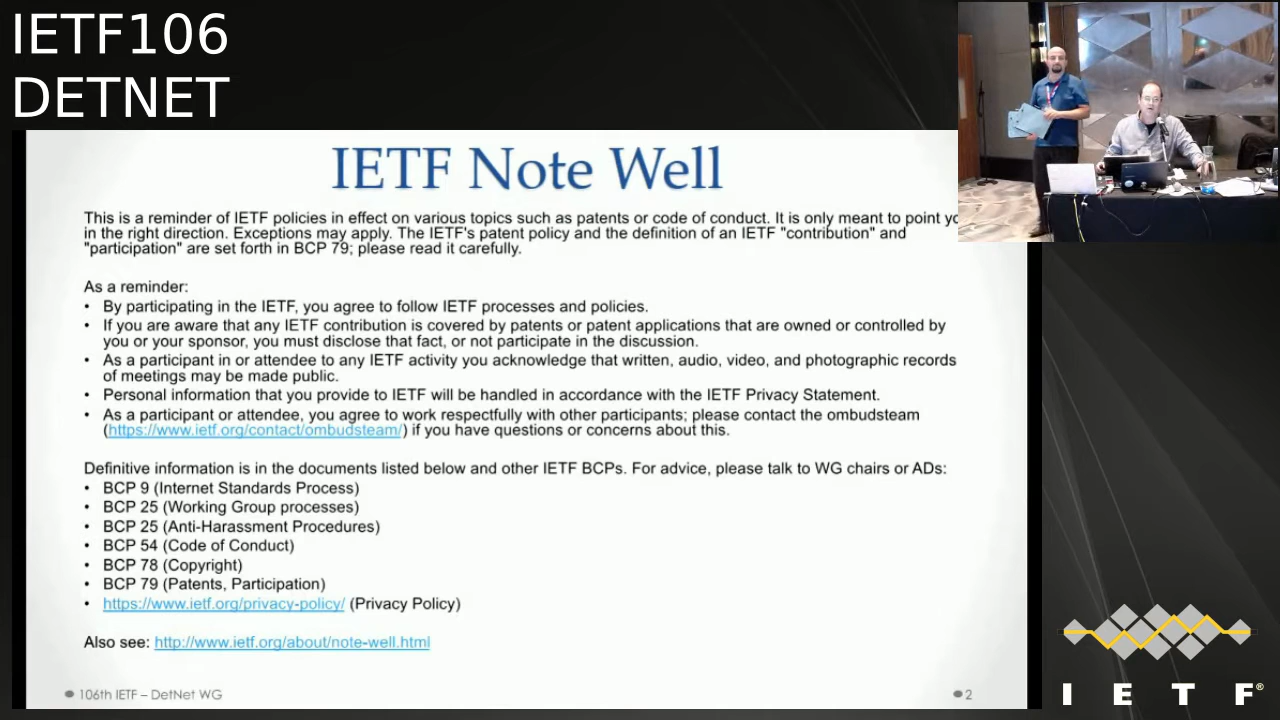 IETF106
DETNET
IETF Note Well
This is a reminder of IETF policies in effect on various topics such as patents or code of conduct. It is only meant to point
in the right direction. Exceptions may apply. The IETF's patent policy and the definition of an IETF "contribution" and
"participation" are set forth in BCP 79; please read it carefully.
As a reminder:
• By participating in the IETF, you agree to follow IETF processes and policies.
• If you are aware that any IETF contribution is covered by patents or patent applications that are owned or controlled by
you or your sponsor, you must disclose that fact, or not participate in the discussion.
• As a participant in or attendee to any IETF activity you acknowledge that written, audio, video, and photographic records
of meetings may be made public.
• Personal information that you provide to IETF will be handled in accordance with the IETF Privacy Statement.
• As a participant or attendee, you agree to work respectfully with other participants; please contact the ombudsteam
(https://www.ietf.org/contact/ombudsteam/) if you have questions or concerns about this.
Definitive information is in the documents listed below and other IETF BCPs. For advice, please talk to WG chairs or ADs:
• BCP 9 (Internet Standards Process)
• BCP 25 (Working Group processes)
• BCP 25 (Anti-Harassment Procedures)
• BCP 54 (Code of Conduct)
• BCP 78 (Copyright)
• BCP 79 (Patents, Participation)
• https://www.ietf.org/privacy-policy/ (Privacy Policy)
Also see: http://www.ietf.org/about/note-well.html
106th IETF – DetNet WG
2
I E T F®